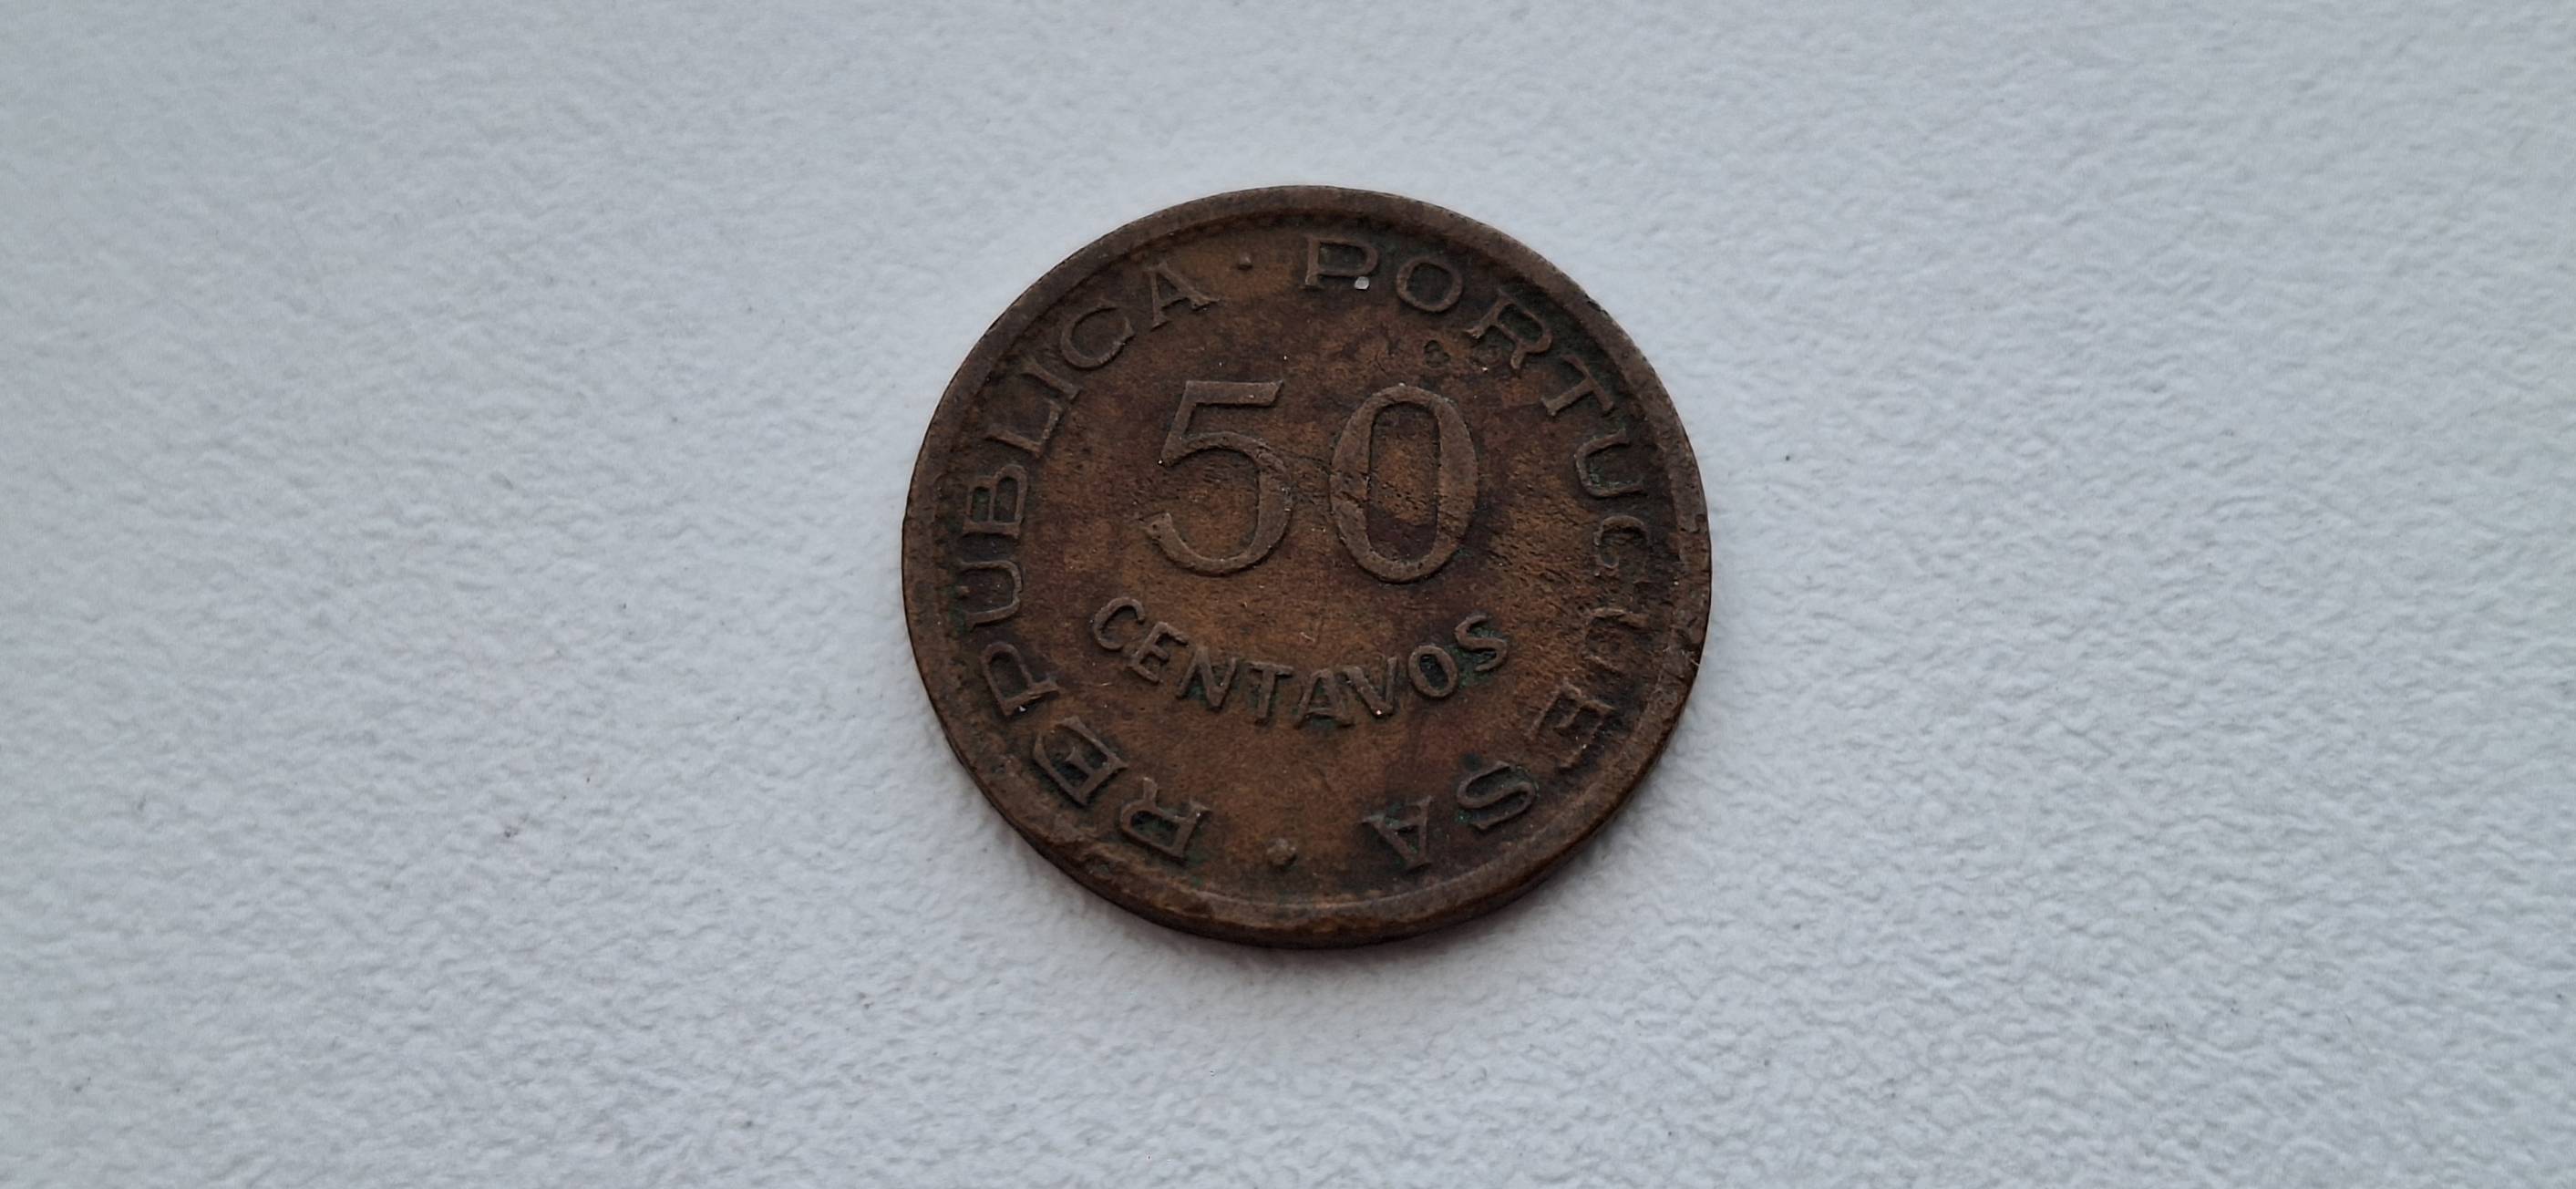 REPUBLICA · PORTUGUESA ·
50
CENTAVOS